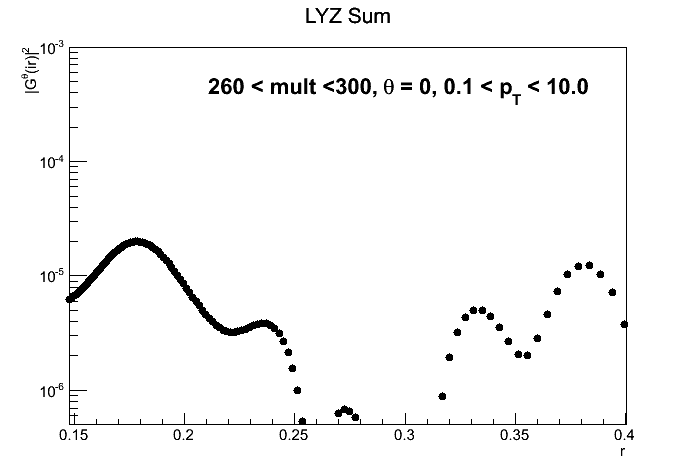 LYZ Sum
|G^θ(ir)|²
10⁻³
260 < mult <300, θ = 0, 0.1 < p_T < 10.0
10⁻⁴
10⁻⁵
10⁻⁶
0.15 0.2 0.25 0.3 0.35 0.4
r